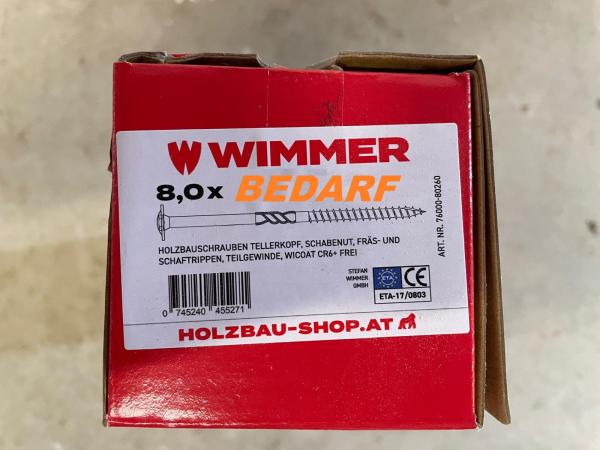 WIMMER
8,0x BEDARF
HOLZBAUSCHRAUBEN TELLERKOPF, SCHABENUT, FRÄS- UND
SCHAFTRIPPEN, TEILGEWINDE, WICOAT CR6+ FREI
ART. NR. 76000-80260
0 745240 455271
STEFAN
WIMMER
GMBH
ETA
CE
ETA-17/0803
HOLZBAU-SHOP.AT